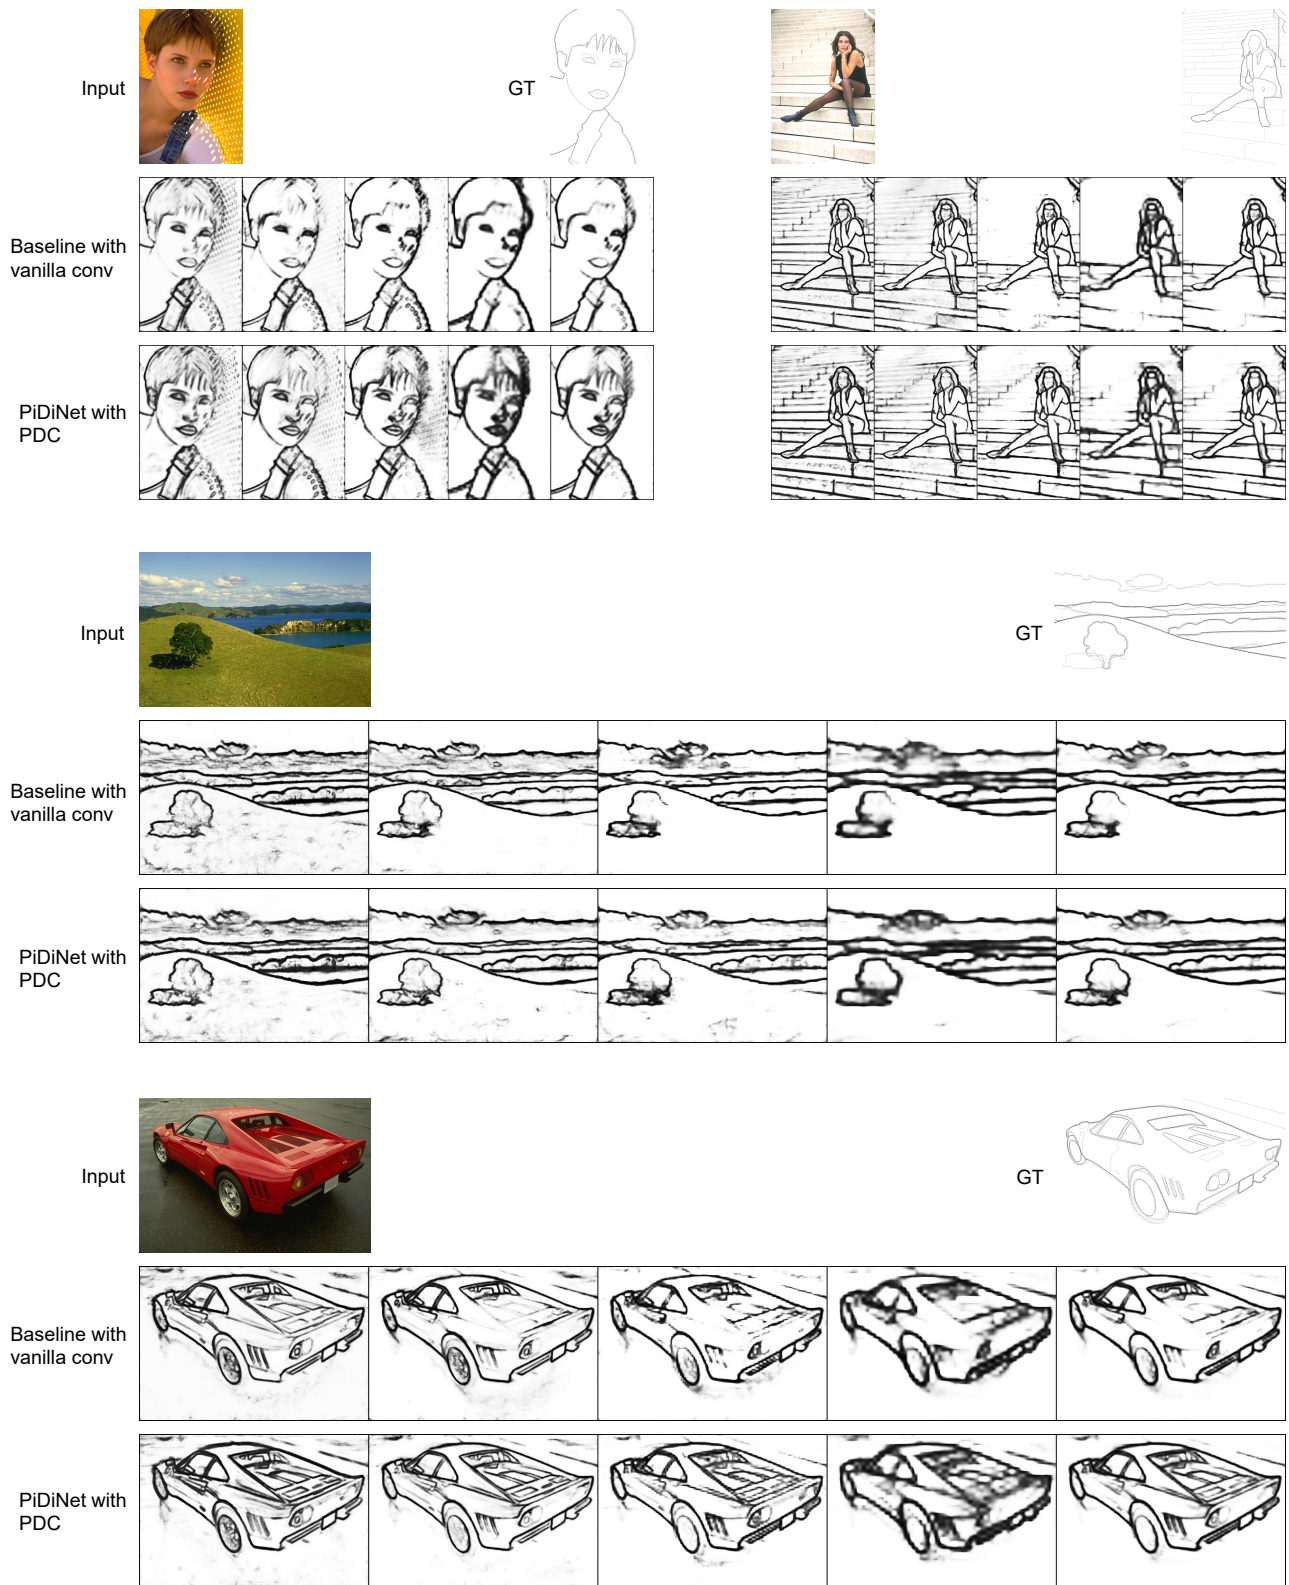 Input
GT
Baseline with
vanilla conv
PiDiNet with
PDC
Input
GT
Baseline with
vanilla conv
PiDiNet with
PDC
Input
GT
Baseline with
vanilla conv
PiDiNet with
PDC